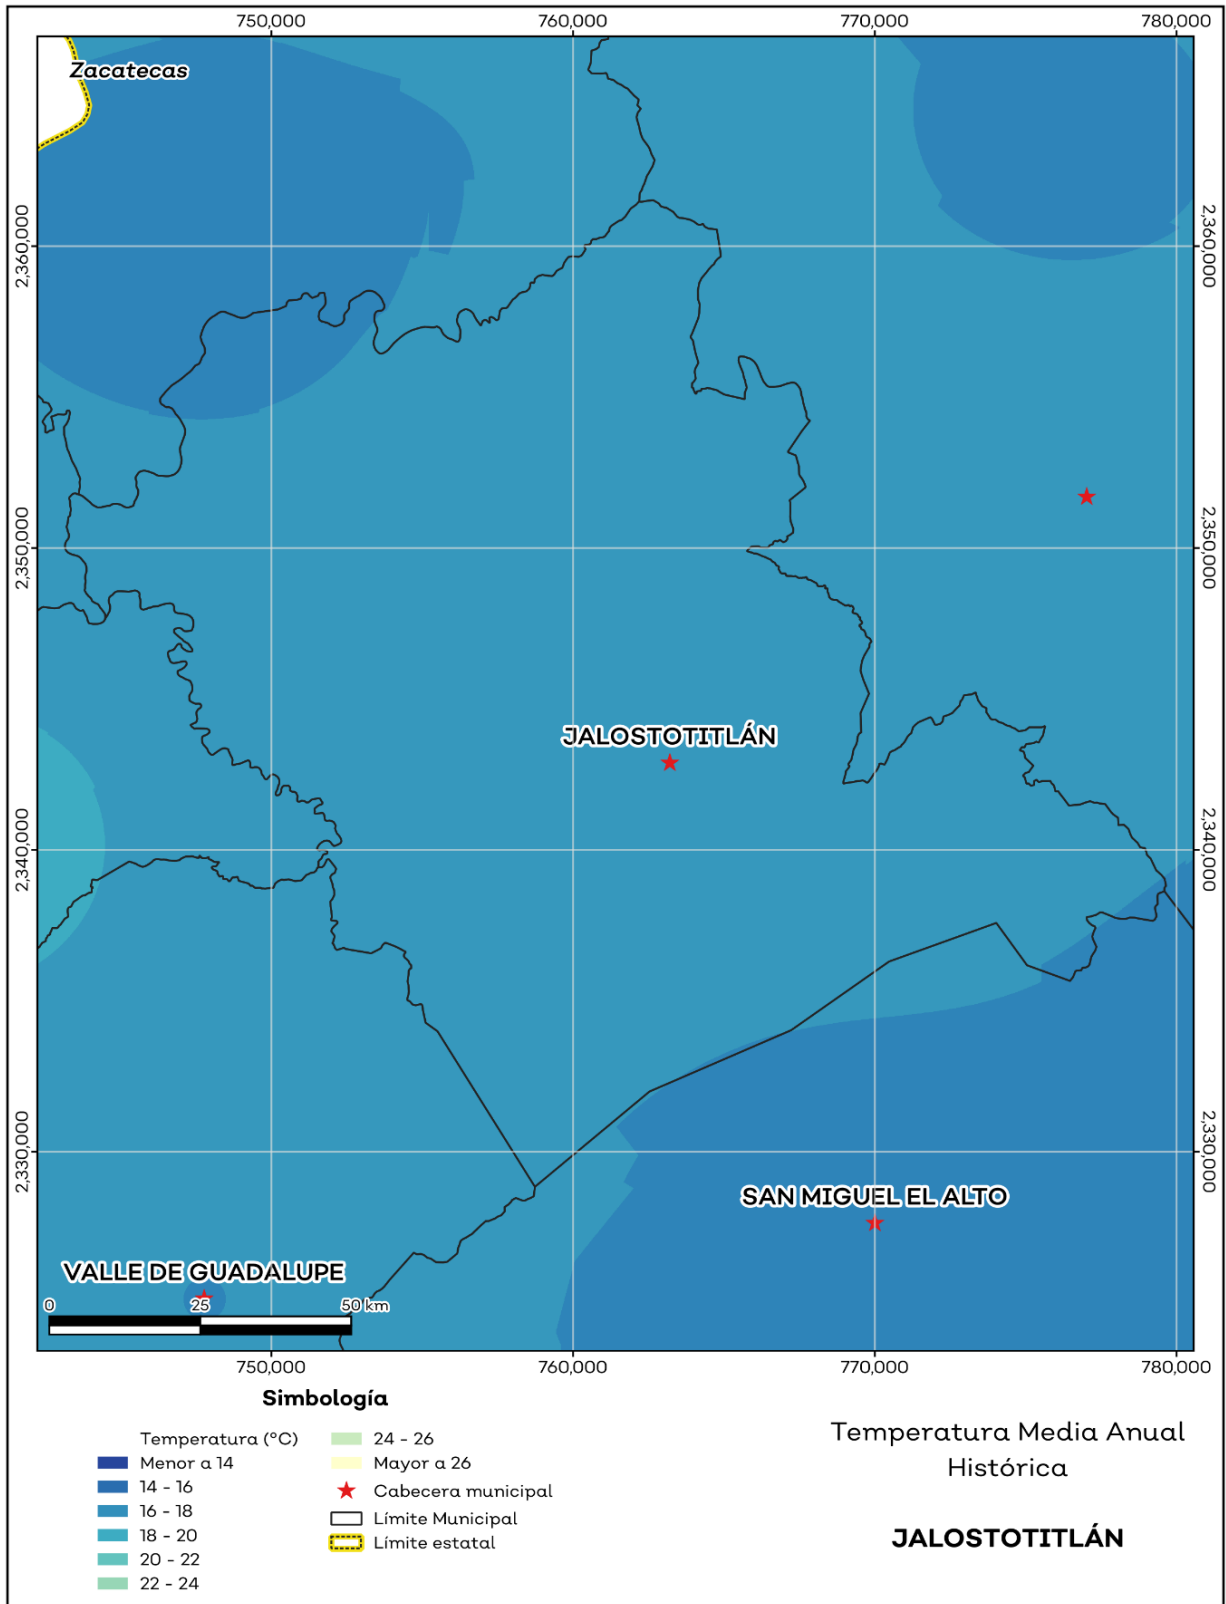 750,000 760,000 770,000 780,000
Zacatecas
2,360,000 2,360,000
2,350,000 2,350,000
JALOSTOTITLÁN
2,340,000 2,340,000
2,330,000 2,330,000
SAN MIGUEL EL ALTO
VALLE DE GUADALUPE
0 25 50 km
750,000 760,000 770,000 780,000
Simbología
Temperatura (°C)
Menor a 14
14 - 16
16 - 18
18 - 20
20 - 22
22 - 24
24 - 26
Mayor a 26
Cabecera municipal
Límite Municipal
Límite estatal
Temperatura Media Anual
Histórica
JALOSTOTITLÁN